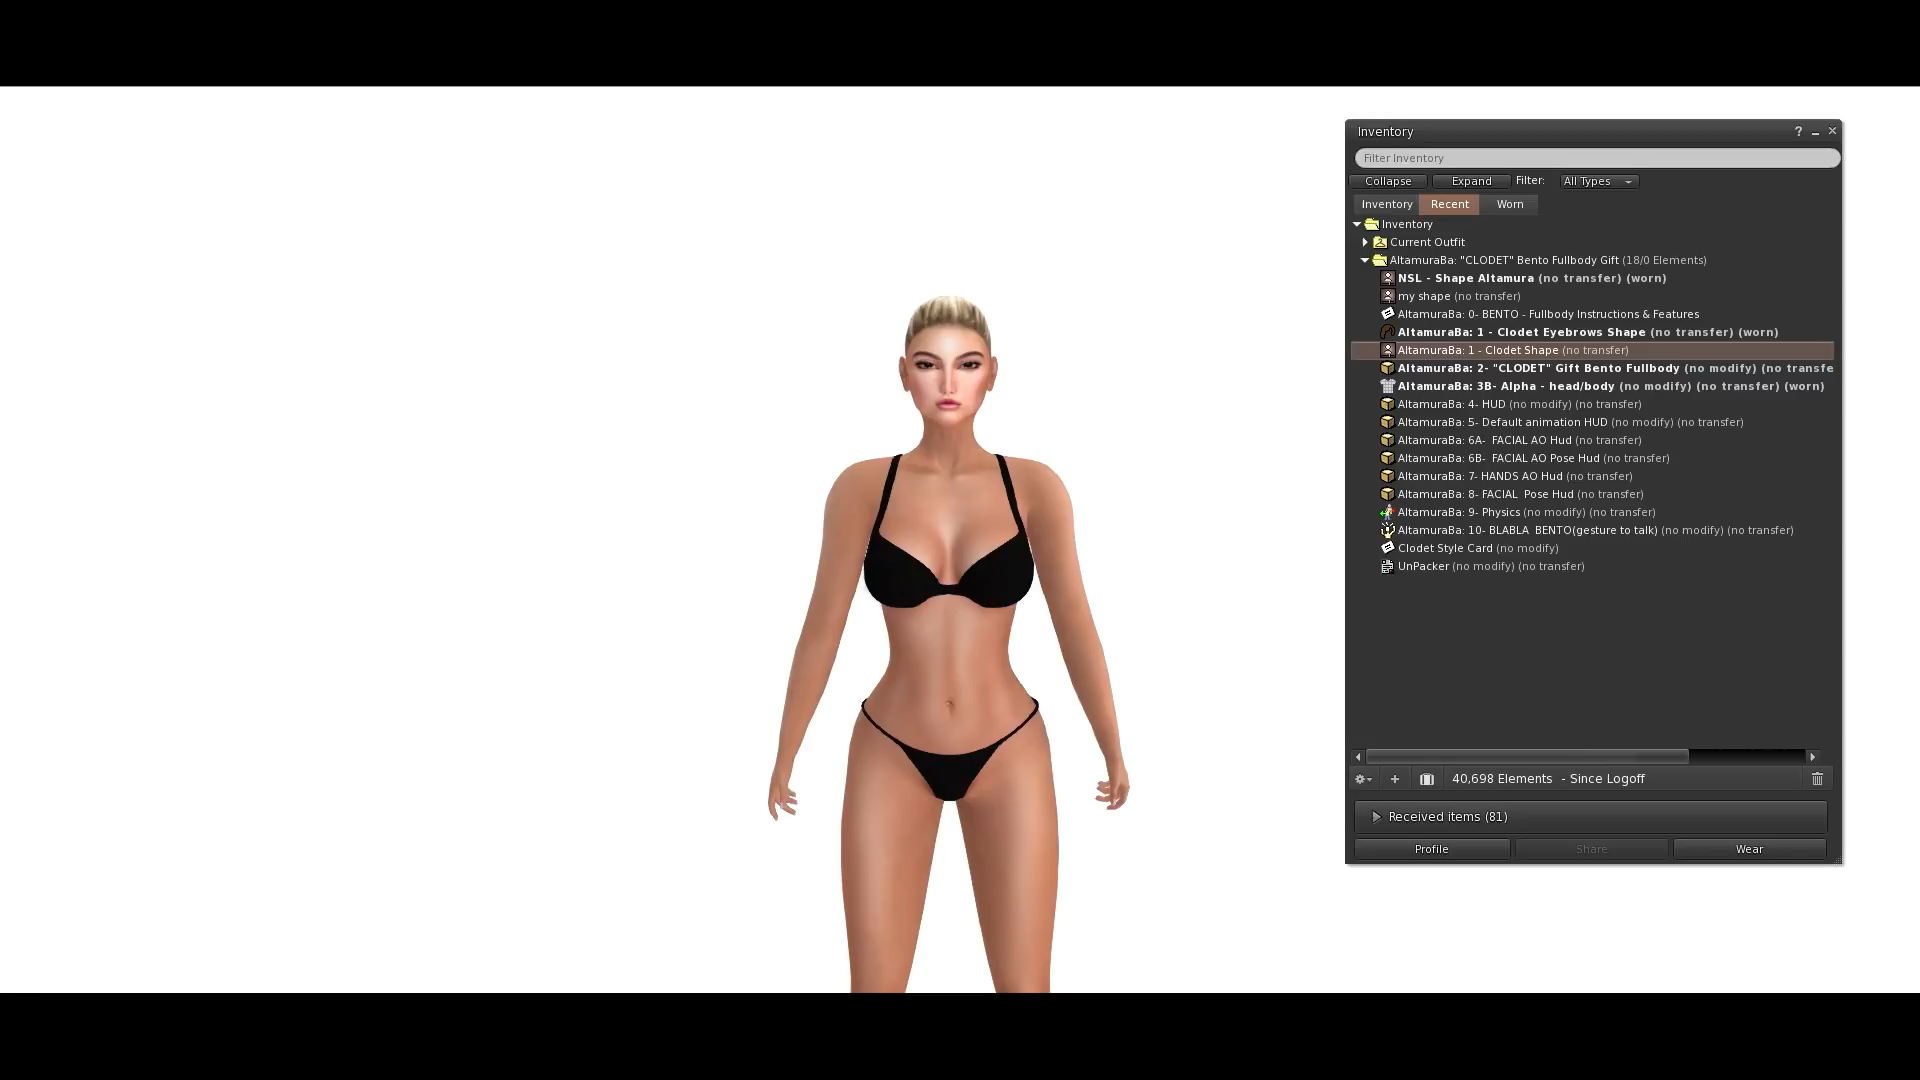 Inventory ?
Filter Inventory
Collapse Expand Filter: All Types
Inventory Recent Worn
Inventory
Current Outfit
AltamuraBa: "CLODET" Bento Fullbody Gift (18/0 Elements)
NSL - Shape Altamura (no transfer) (worn)
my shape (no transfer)
AltamuraBa: 0- BENTO - Fullbody Instructions & Features
AltamuraBa: 1 - Clodet Eyebrows Shape (no transfer) (worn)
AltamuraBa: 1 - Clodet Shape (no transfer)
AltamuraBa: 2- "CLODET" Gift Bento Fullbody (no modify) (no transfe
AltamuraBa: 3B- Alpha - head/body (no modify) (no transfer) (worn)
AltamuraBa: 4- HUD (no modify) (no transfer)
AltamuraBa: 5- Default animation HUD (no modify) (no transfer)
AltamuraBa: 6A- FACIAL AO Hud (no transfer)
AltamuraBa: 6B- FACIAL AO Pose Hud (no transfer)
AltamuraBa: 7- HANDS AO Hud (no transfer)
AltamuraBa: 8- FACIAL Pose Hud (no transfer)
AltamuraBa: 9- Physics (no modify) (no transfer)
AltamuraBa: 10- BLABLA BENTO(gesture to talk) (no modify) (no transfer)
Clodet Style Card (no modify)
UnPacker (no modify) (no transfer)
40,698 Elements - Since Logoff
Received items (81)
Profile Share Wear